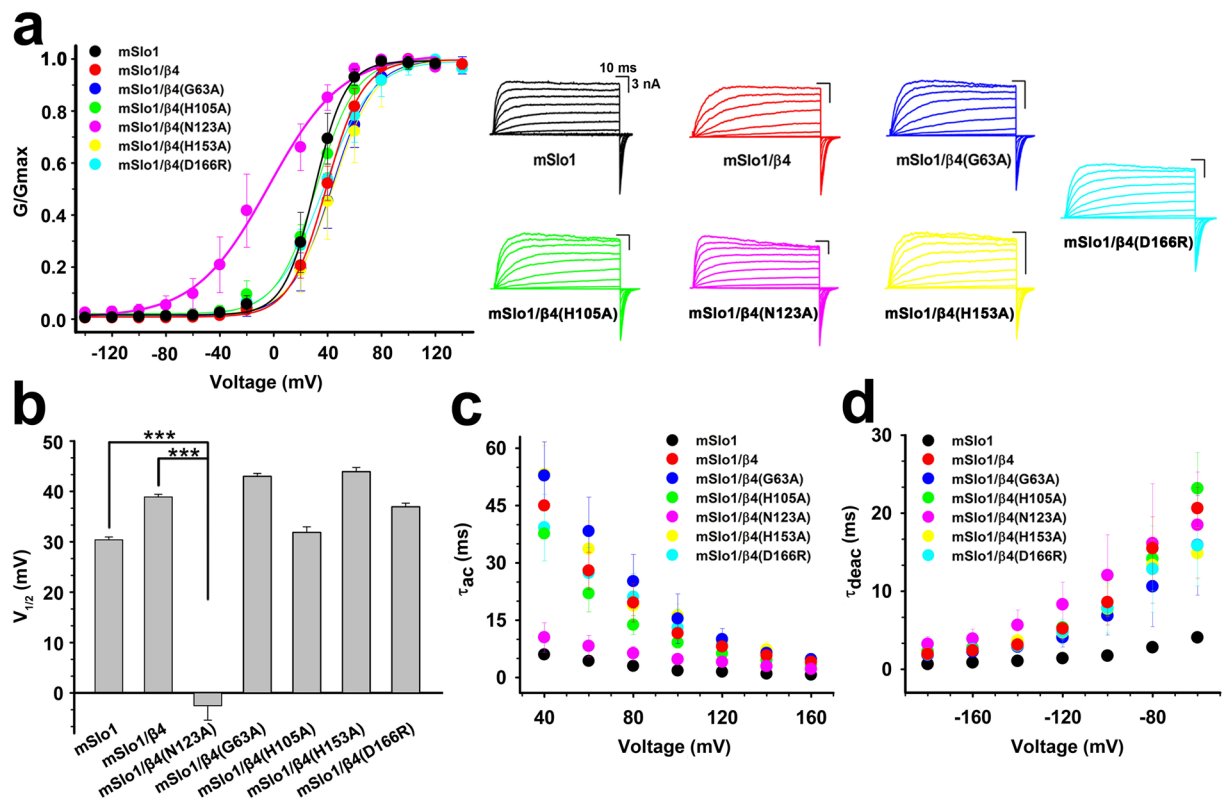 a
mSlo1
mSlo1/β4
mSlo1/β4(G63A)
mSlo1/β4(H105A)
mSlo1/β4(N123A)
mSlo1/β4(H153A)
mSlo1/β4(D166R)
G/Gmax
1.0
0.8
0.6
0.4
0.2
0.0
-120 -80 -40 0 40 80 120
Voltage (mV)
10 ms
3 nA
mSlo1
mSlo1/β4
mSlo1/β4(G63A)
mSlo1/β4(D166R)
mSlo1/β4(H105A)
mSlo1/β4(N123A)
mSlo1/β4(H153A)
b
V1/2 (mV)
50
40
30
20
10
0
***
***
mSlo1
mSlo1/β4
mSlo1/β4(N123A)
mSlo1/β4(G63A)
mSlo1/β4(H105A)
mSlo1/β4(H153A)
mSlo1/β4(D166R)
c
τac (ms)
60
45
30
15
0
mSlo1
mSlo1/β4
mSlo1/β4(G63A)
mSlo1/β4(H105A)
mSlo1/β4(N123A)
mSlo1/β4(H153A)
mSlo1/β4(D166R)
40 80 120 160
Voltage (mV)
d
τdeac (ms)
30
20
10
0
mSlo1
mSlo1/β4
mSlo1/β4(G63A)
mSlo1/β4(H105A)
mSlo1/β4(N123A)
mSlo1/β4(H153A)
mSlo1/β4(D166R)
-160 -120 -80
Voltage (mV)